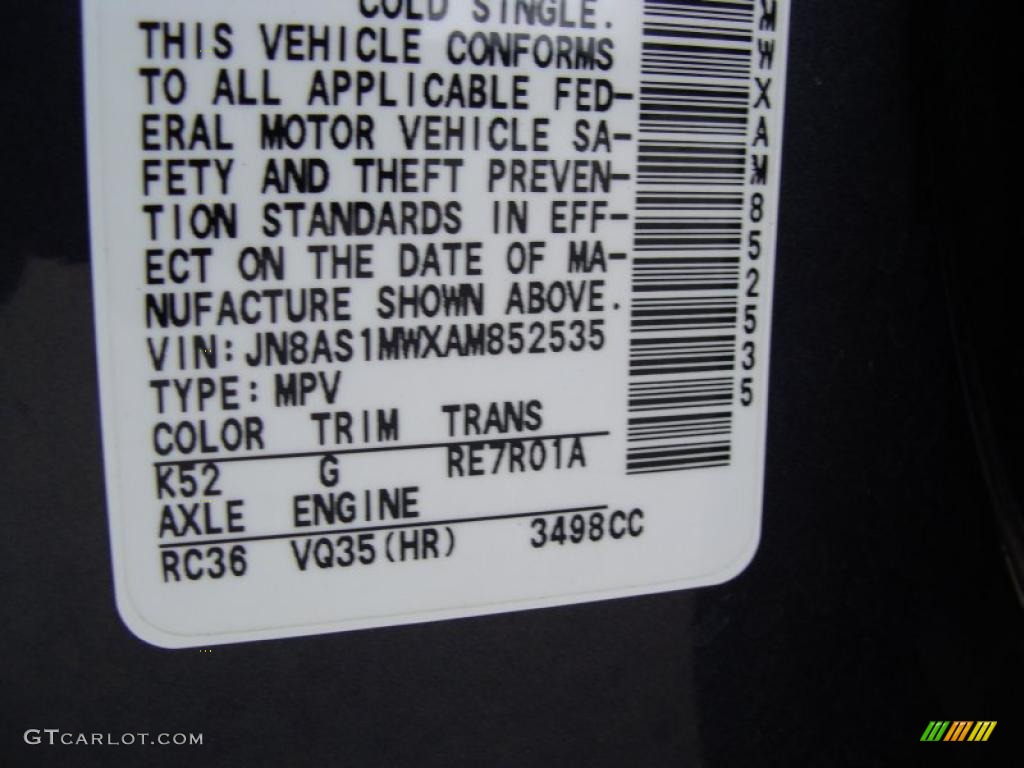 COLD SINGLE.
THIS VEHICLE CONFORMS
TO ALL APPLICABLE FED-
ERAL MOTOR VEHICLE SA-
FETY AND THEFT PREVEN-
TION STANDARDS IN EFF-
ECT ON THE DATE OF MA-
NUFACTURE SHOWN ABOVE.
VIN: JN8AS1MWXAM852535
TYPE: MPV
COLOR TRIM TRANS
K52 G RE7R01A
AXLE ENGINE
RC36 VQ35(HR) 3498CC
MWXAM852535
GTCARLOT.COM